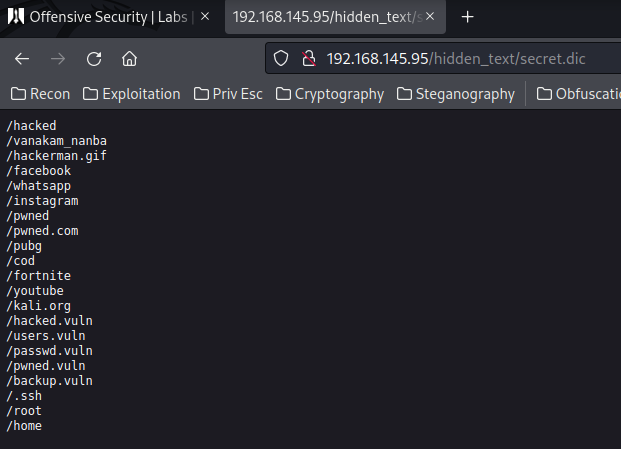 Offensive Security | Labs |
192.168.145.95/hidden_text/s
192.168.145.95/hidden_text/secret.dic
Recon
Exploitation
Priv Esc
Cryptography
Steganography
Obfuscati
/hacked
/vanakam_nanba
/hackerman.gif
/facebook
/whatsapp
/instagram
/pwned
/pwned.com
/pubg
/cod
/fortnite
/youtube
/kali.org
/hacked.vuln
/users.vuln
/passwd.vuln
/pwned.vuln
/backup.vuln
/.ssh
/root
/home